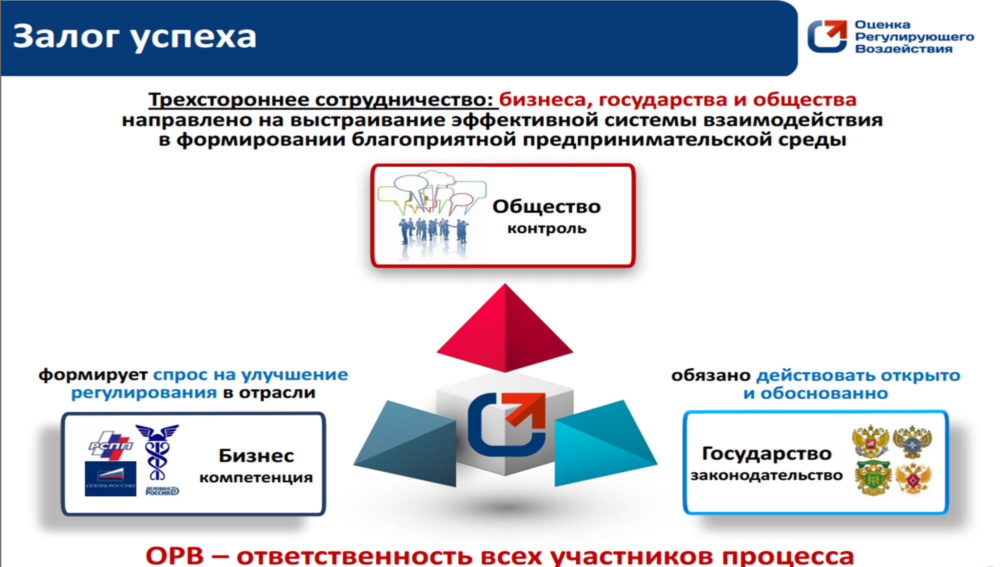 Залог успеха
Оценка
Регулирующего
Воздействия
Трехстороннее сотрудничество: бизнеса, государства и общества
направлено на выстраивание эффективной системы взаимодействия
в формировании благоприятной предпринимательской среды
Общество
контроль
формирует спрос на улучшение
регулирования в отрасли
обязано действовать открыто
и обоснованно
РСПП
ОПОРА РОССИИ
ДЕЛОВАЯ
РОССИЯ
Бизнес
компетенция
Государство
законодательство
ОРВ – ответственность всех участников процесса